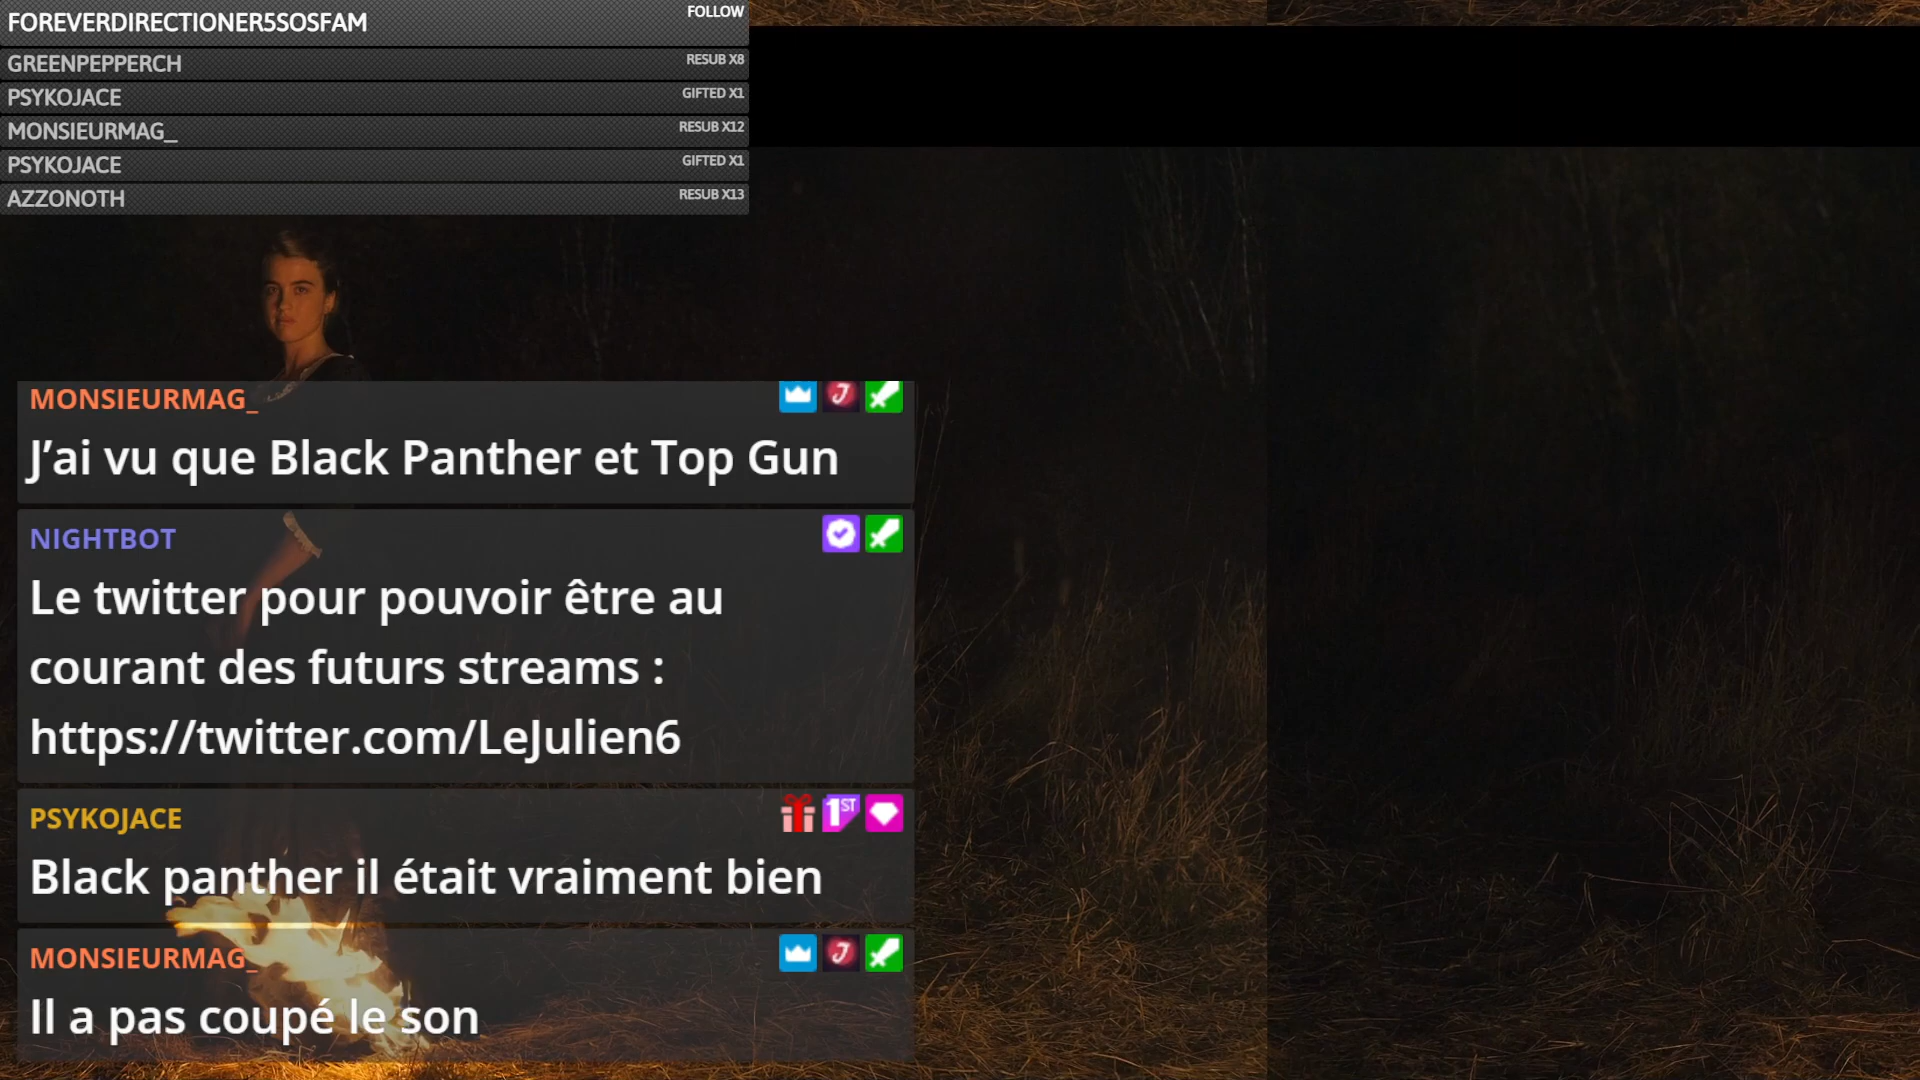 FOREVERDIRECTIONER5SOSFAM FOLLOW
GREENPEPPERCH RESUB X8
PSYKOJACE GIFTED X1
MONSIEURMAG_ RESUB X12
PSYKOJACE GIFTED X1
AZZONOTH RESUB X13
MONSIEURMAG_
J'ai vu que Black Panther et Top Gun
NIGHTBOT
Le twitter pour pouvoir être au
courant des futurs streams :
https://twitter.com/LeJulien6
PSYKOJACE 1ST
Black panther il était vraiment bien
MONSIEURMAG_
Il a pas coupé le son